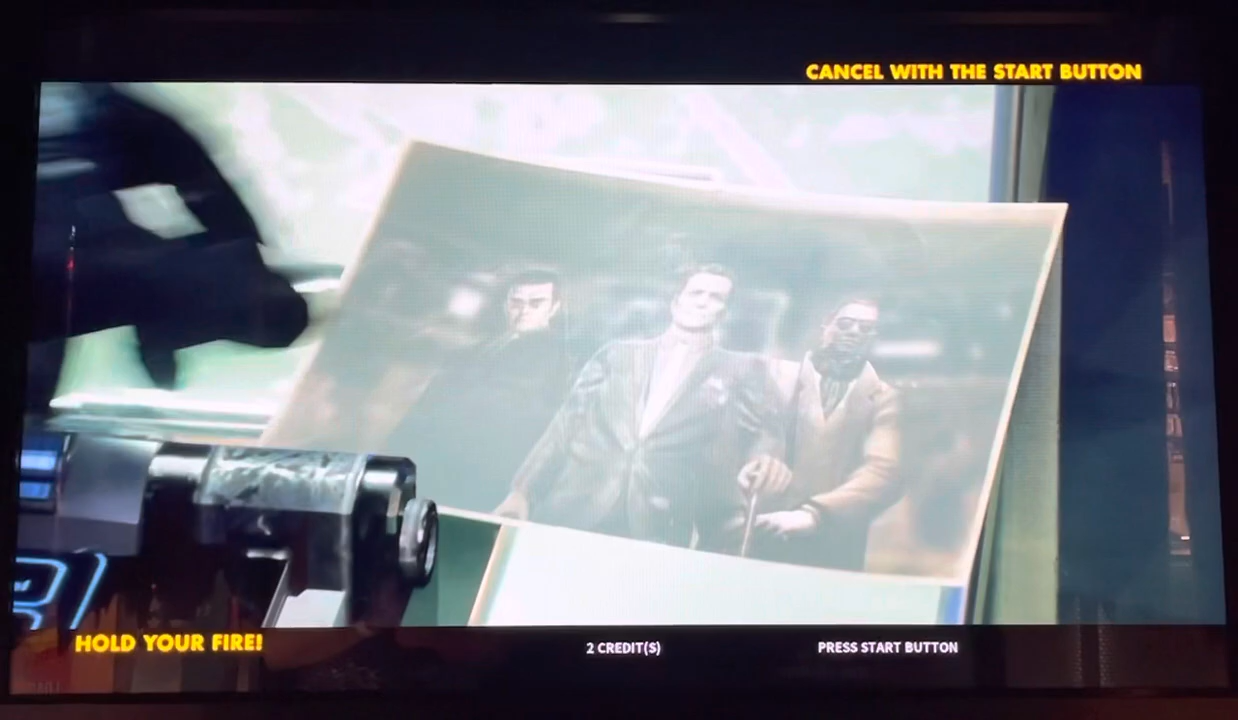 CANCEL WITH THE START BUTTON
HOLD YOUR FIRE!
2 CREDIT(S)
PRESS START BUTTON